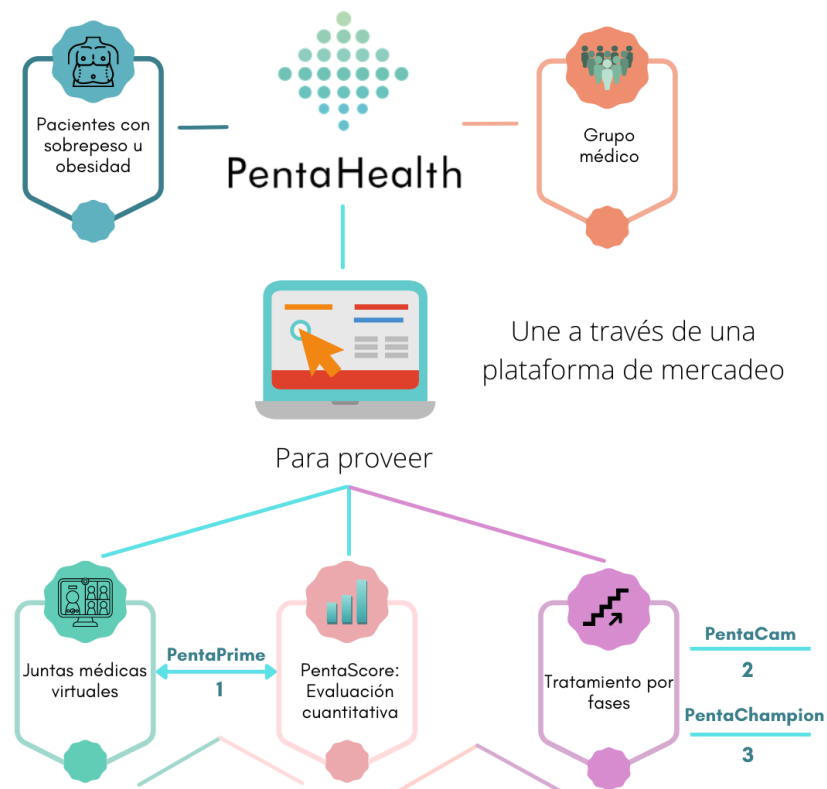 Pacientes con
sobrepeso u
obesidad
PentaHealth
Grupo
médico
Une a través de una
plataforma de mercadeo
Para proveer
Juntas médicas
virtuales
PentaPrime
1
PentaScore:
Evaluación
cuantitativa
Tratamiento por
fases
PentaCam
2
PentaChampion
3